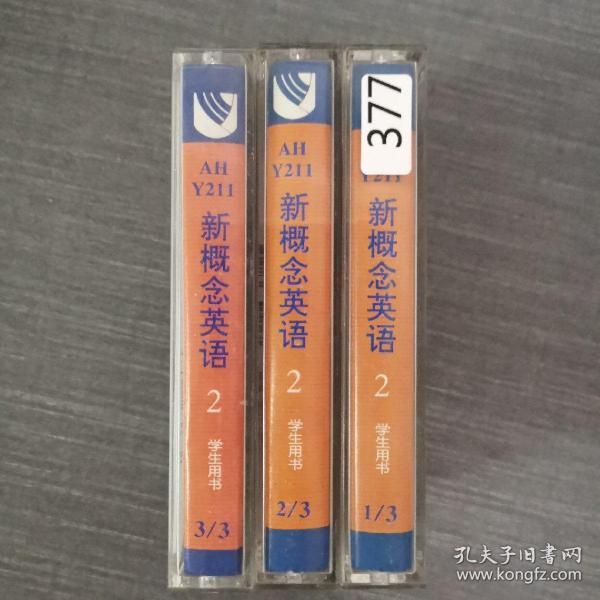 AH
Y211
新概念英语
2
学生用书
3/3
AH
Y211
新概念英语
2
学生用书
2/3
377
Y211
新概念英语
2
学生用书
1/3
孔夫子旧书网
www.kongfz.com